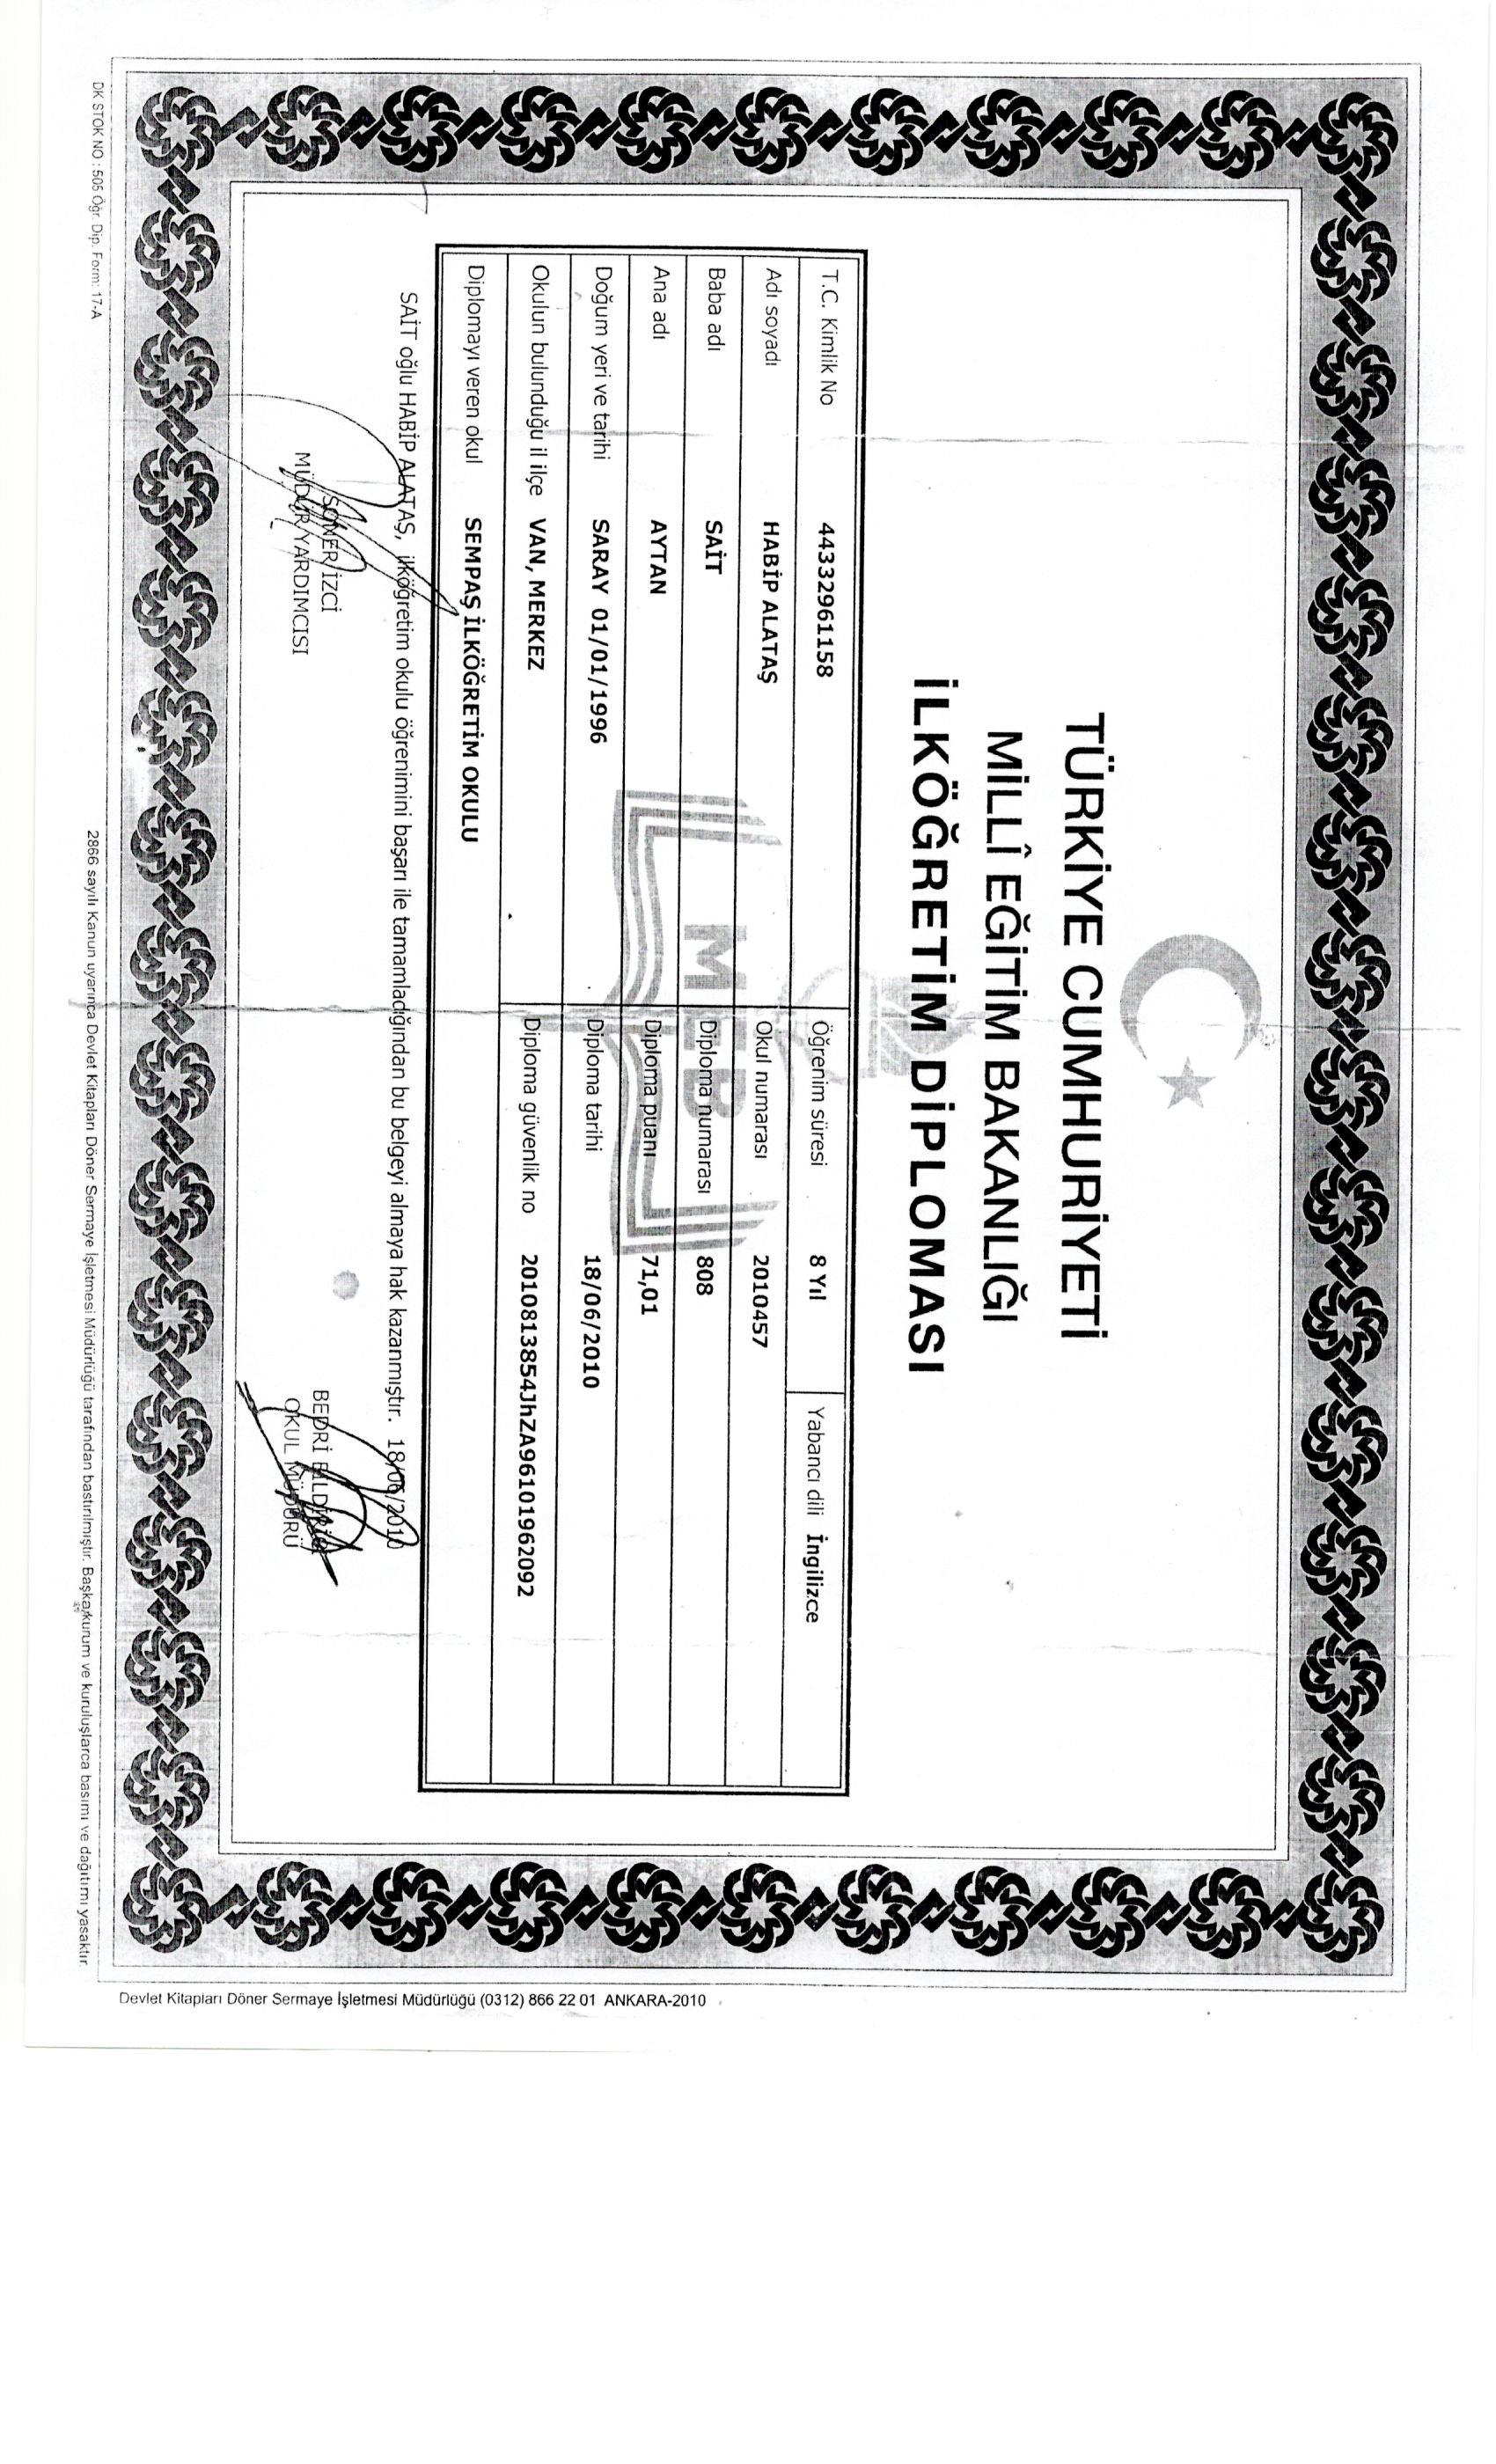 TÜRKİYE CUMHURİYETİ
MİLLÎ EĞİTİM BAKANLIĞI
İLKÖĞRETİM DİPLOMASI
MEB
T.C. Kimlik No 44332961158 Öğrenim süresi 8 Yıl Yabancı dili İngilizce
Adı soyadı HABİP ALATAŞ Okul numarası 2010457
Baba adı SAİT Diploma numarası 808
Ana adı AYTAN Diploma puanı 71,01
Doğum yeri ve tarihi SARAY 01/01/1996 Diploma tarihi 18/06/2010
Okulun bulunduğu il ilçe VAN, MERKEZ Diploma güvenlik no 2010813854JhZA96101962092
Diplomayı veren okul SEMPAŞ İLKÖĞRETİM OKULU
SAİT oğlu HABİP ALATAŞ, ilköğretim okulu öğrenimini başarı ile tamamladığından bu belgeyi almaya hak kazanmıştır. 18/06/2010
SONER İZCİ BEDRİ
MÜDÜR YARDIMCISI OKUL MÜDÜRÜ
DK STOK NO : 505 Öğr. Dip. Form: 17-A
2866 sayılı Kanun uyarınca Devlet Kitapları Döner Sermaye İşletmesi Müdürlüğü tarafından bastırılmıştır. Başka kurum ve kuruluşlarca basımı ve dağıtımı yasaktır.
Devlet Kitapları Döner Sermaye İşletmesi Müdürlüğü (0312) 866 22 01 ANKARA-2010